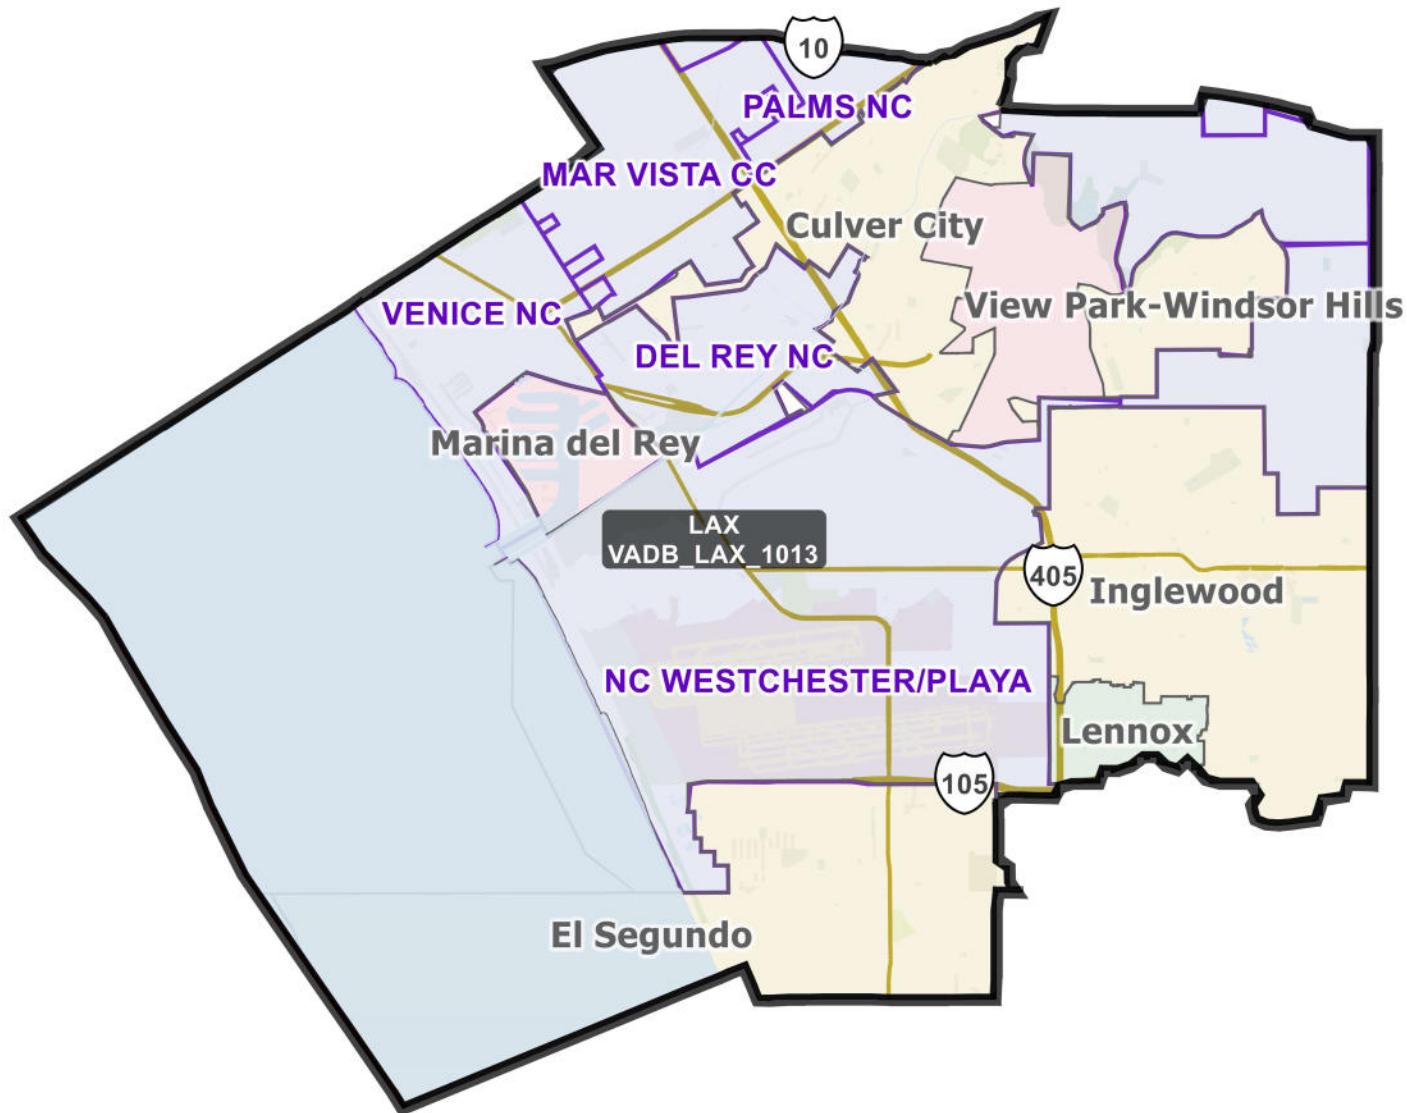 10
PALMS NC
MAR VISTA CC
Culver City
View Park-Windsor Hills
VENICE NC
DEL REY NC
Marina del Rey
LAX
VADB_LAX_1013
405
Inglewood
NC WESTCHESTER/PLAYA
Lennox
105
El Segundo